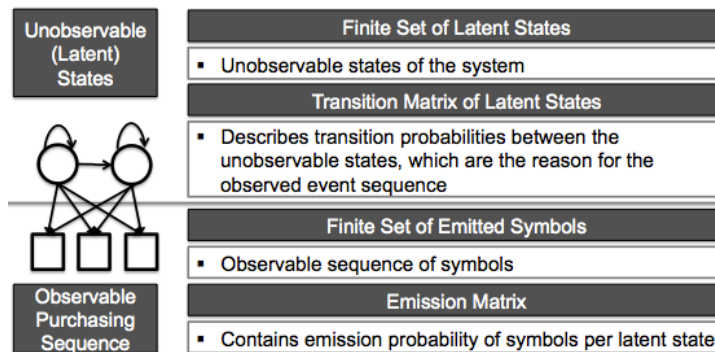 Unobservable
(Latent)
States
Finite Set of Latent States
▪ Unobservable states of the system
Transition Matrix of Latent States
▪ Describes transition probabilities between the
unobservable states, which are the reason for the
observed event sequence
Finite Set of Emitted Symbols
▪ Observable sequence of symbols
Observable
Purchasing
Sequence
Emission Matrix
▪ Contains emission probability of symbols per latent state